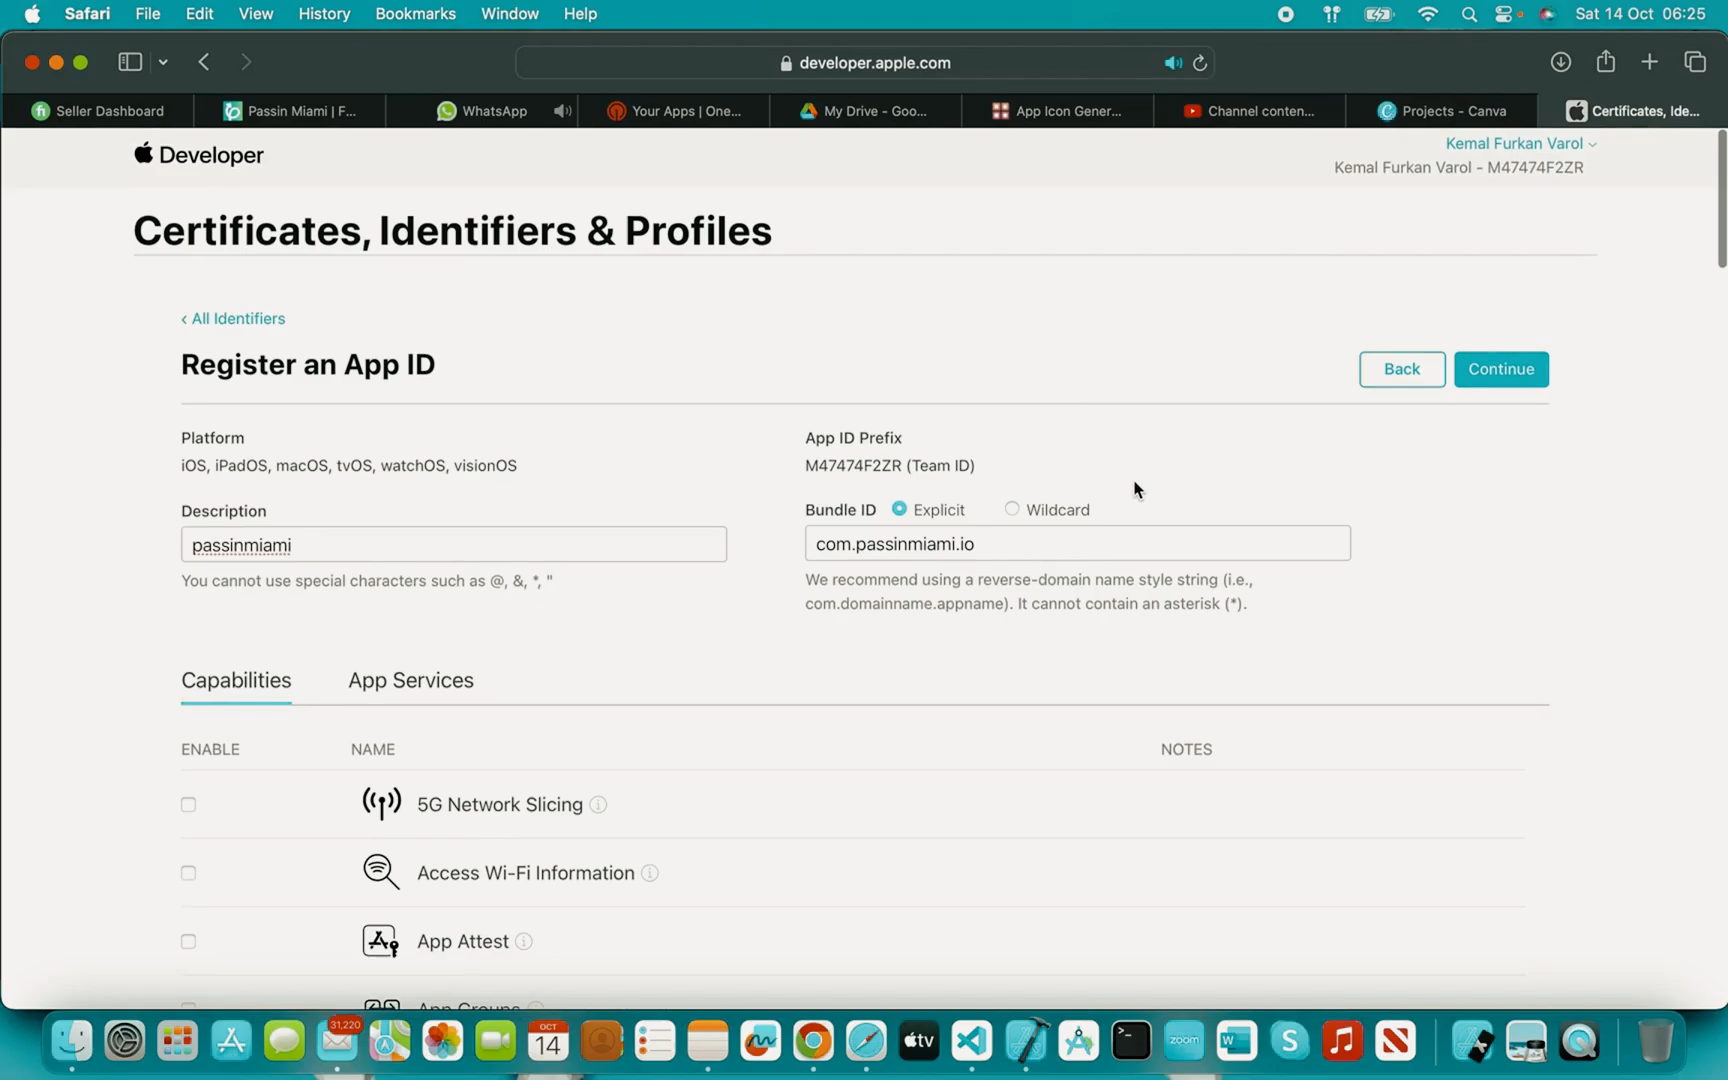 Safari File Edit View History Bookmarks Window Help Sat 14 Oct 06:25
developer.apple.com
Seller Dashboard Passin Miami | F... WhatsApp Your Apps | One... My Drive - Goo... App Icon Gener... Channel conten... Projects - Canva Certificates, Ide...
Developer
Kemal Furkan Varol
Kemal Furkan Varol - M47474F2ZR
Certificates, Identifiers & Profiles
‹ All Identifiers
Register an App ID
Back Continue
Platform
iOS, iPadOS, macOS, tvOS, watchOS, visionOS
App ID Prefix
M47474F2ZR (Team ID)
Description
passinmiami
You cannot use special characters such as @, &, *, "
Bundle ID Explicit Wildcard
com.passinmiami.io
We recommend using a reverse-domain name style string (i.e.,
com.domainname.appname). It cannot contain an asterisk (*).
Capabilities App Services
ENABLE NAME NOTES
5G Network Slicing
Access Wi-Fi Information
App Attest
App Groups
31,220
OCT
14
tv
zoom
W
S